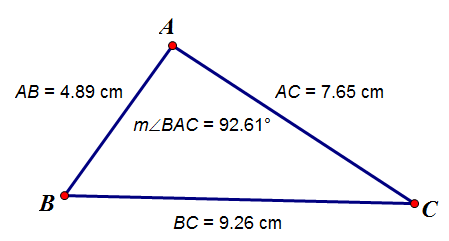 A
AB = 4.89 cm
AC = 7.65 cm
m∠BAC = 92.61°
B
C
BC = 9.26 cm